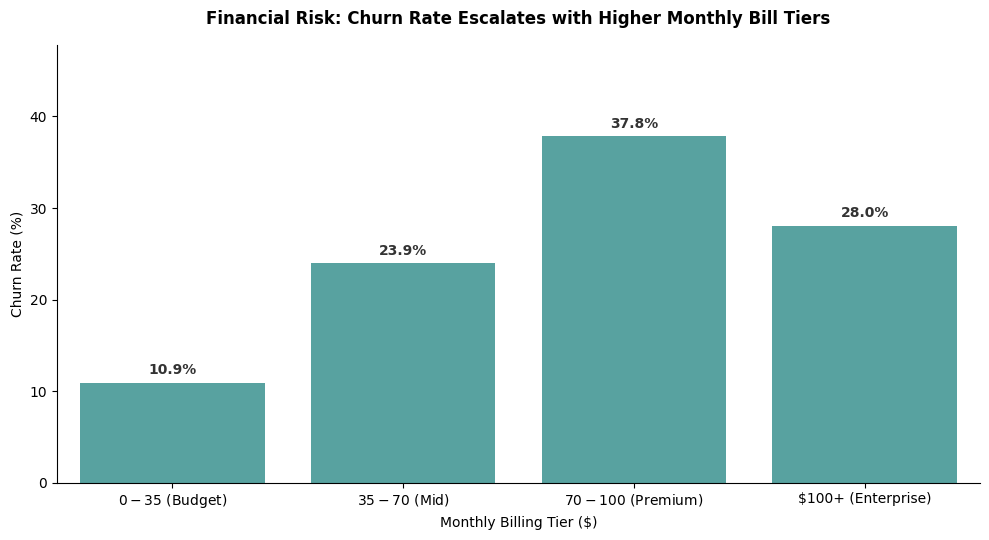 Financial Risk: Churn Rate Escalates with Higher Monthly Bill Tiers
Churn Rate (%)
40
30
20
10
0
10.9%
23.9%
37.8%
28.0%
0 − 35 (Budget)
35 − 70 (Mid)
70 − 100 (Premium)
$100+ (Enterprise)
Monthly Billing Tier ($)